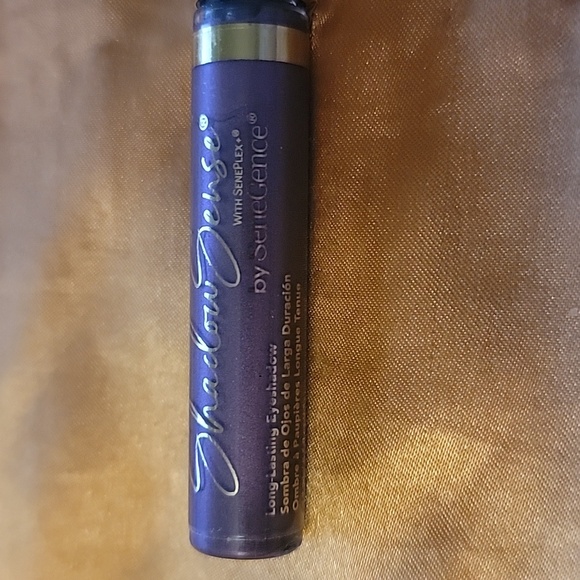 ShadowSense®
WITH SENEPLEX+®
by SeneGence®
Long-Lasting Eyeshadow
Sombra de Ojos de Larga Duración
Ombre à Paupières Longue Tenue